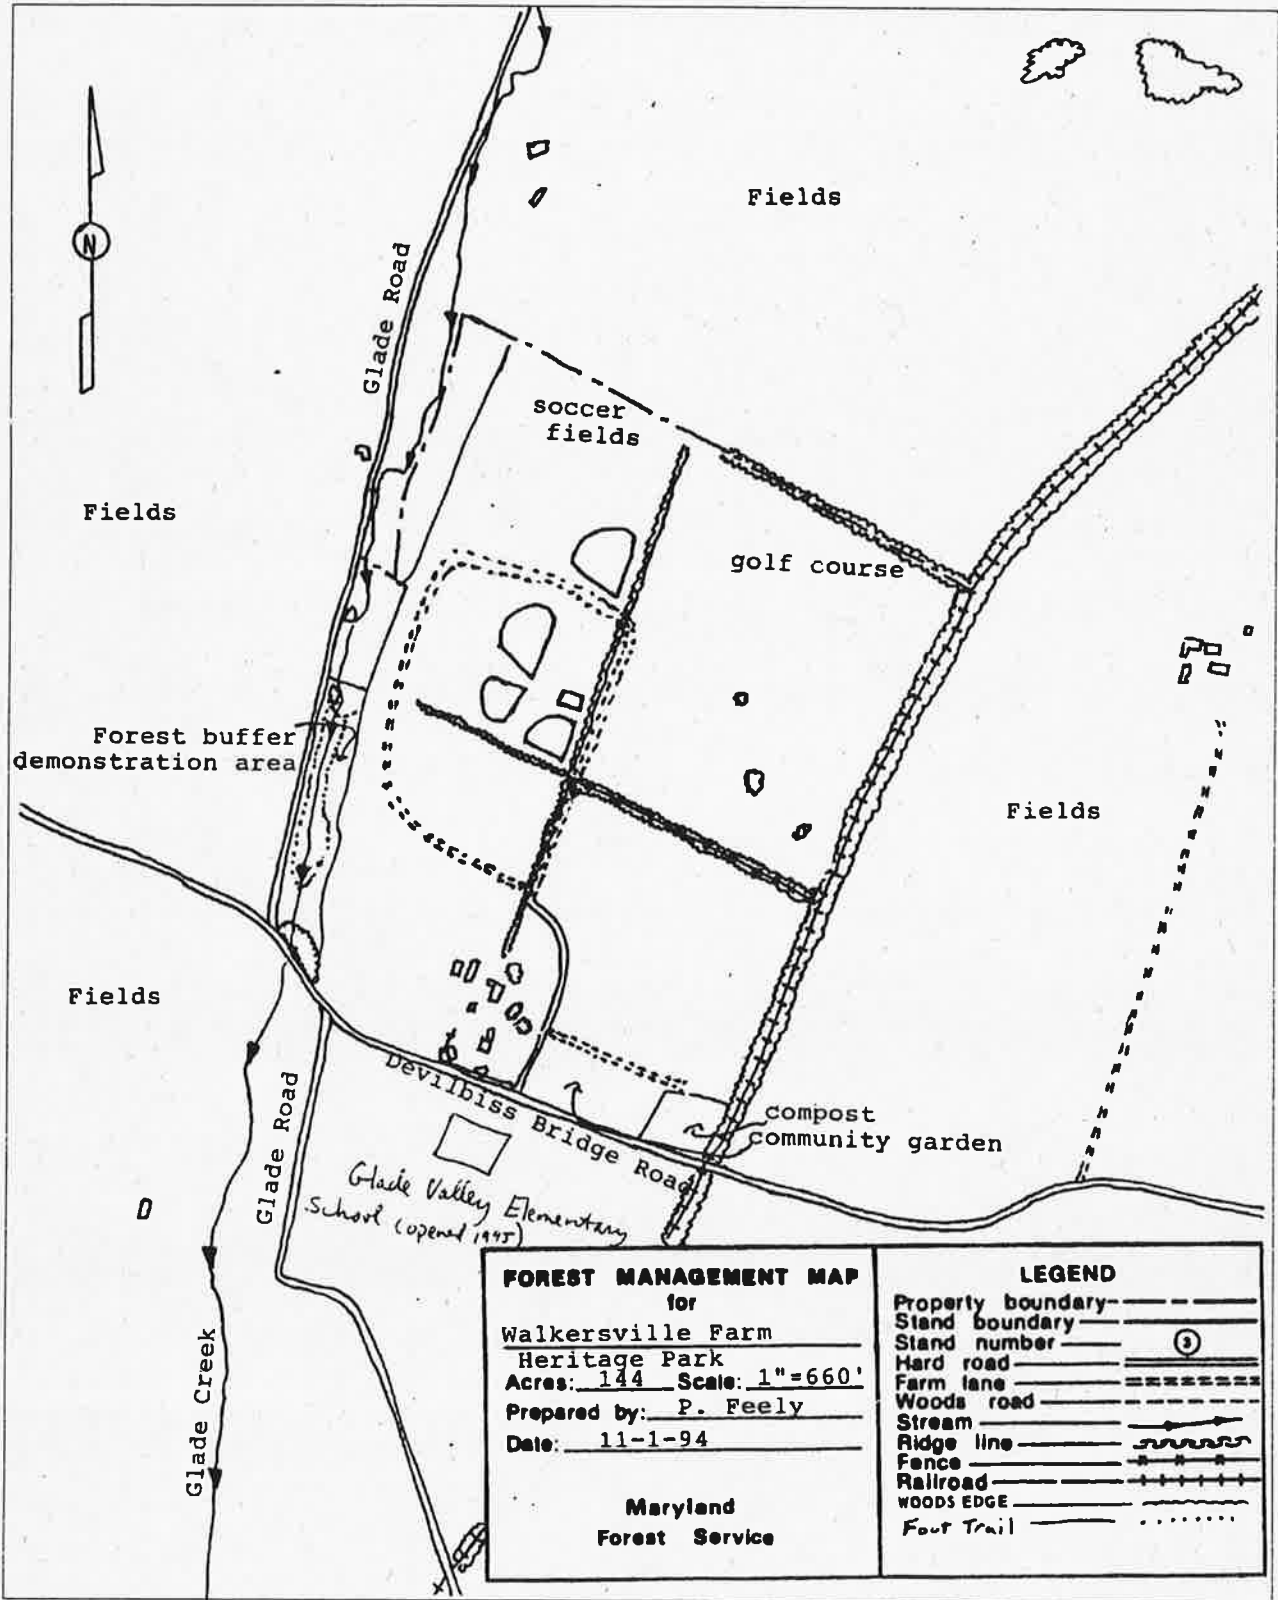 N
Fields
Glade Road
soccer
fields
Fields
golf course
Forest buffer
demonstration area
Fields
Fields
Devilbiss Bridge Road
compost
community garden
Glade Road
Glade Valley Elementary
School (opened 1995)
Glade Creek
FOREST MANAGEMENT MAP
for
Walkersville Farm
Heritage Park
Acres: 144 Scale: 1"=660'
Prepared by: P. Feely
Date: 11-1-94
Maryland
Forest Service
LEGEND
Property boundary
Stand boundary
Stand number 3
Hard road
Farm lane
Woods road
Stream
Ridge line
Fence
Railroad
WOODS EDGE
Foot Trail